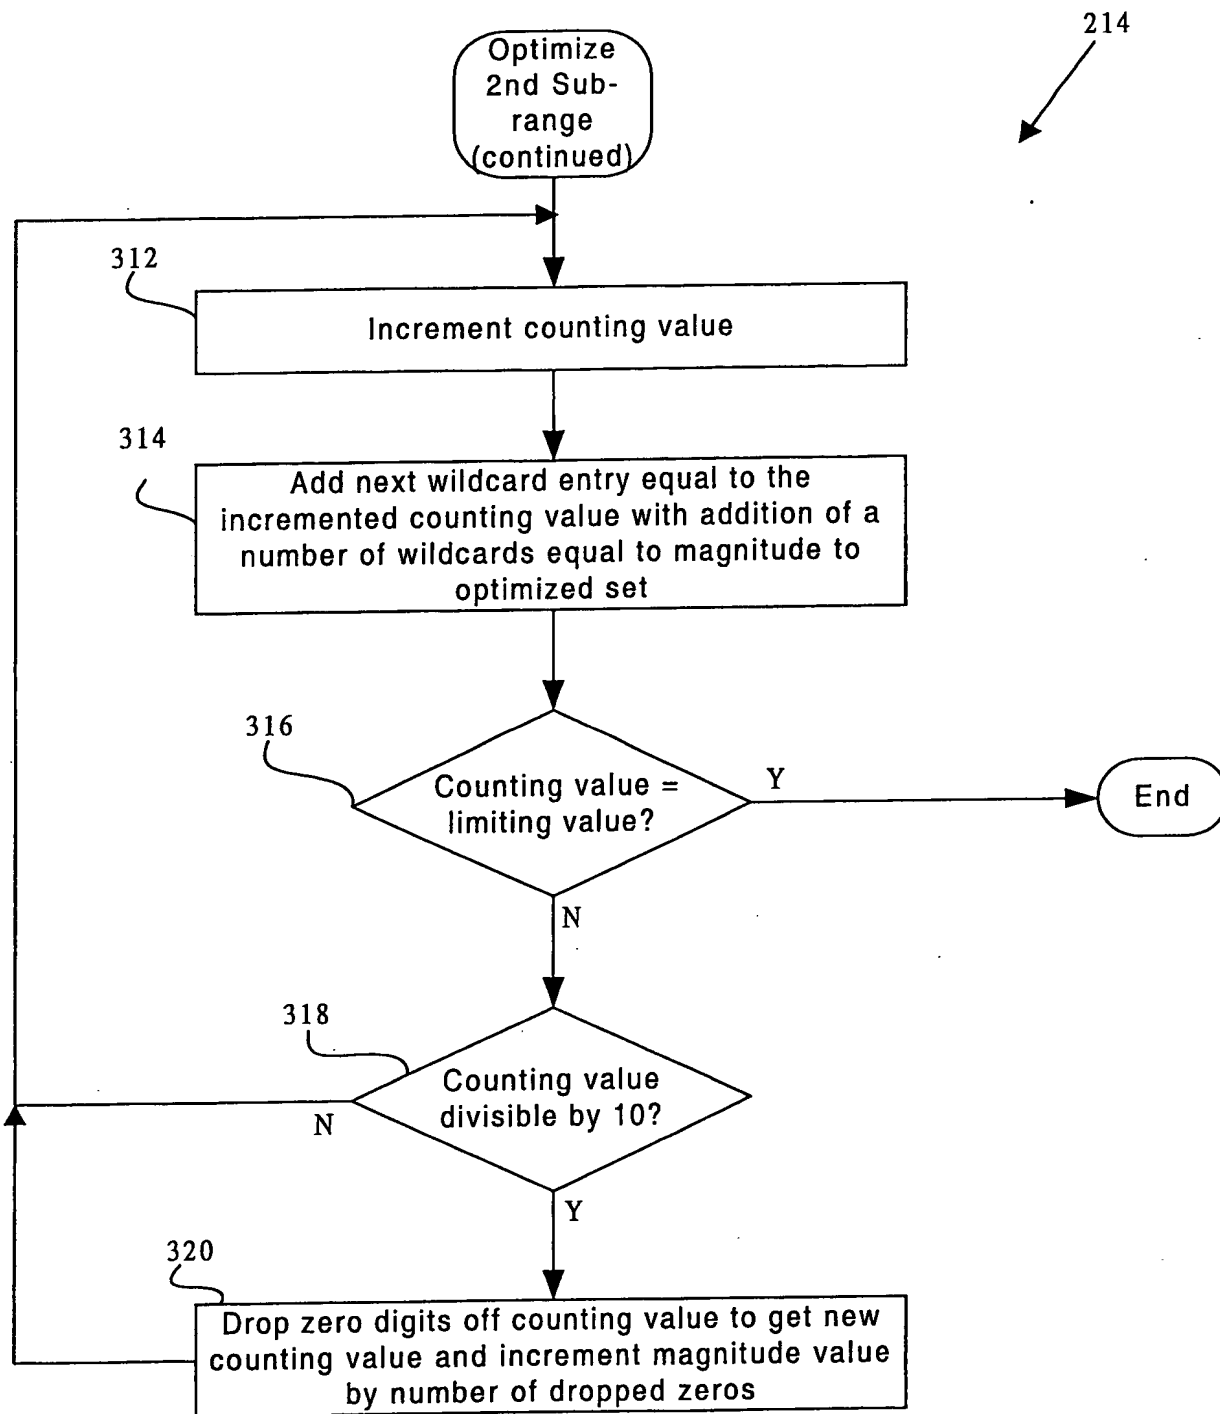 214
Optimize
2nd Sub-
range
(continued)
312
Increment counting value
314
Add next wildcard entry equal to the
incremented counting value with addition of a
number of wildcards equal to magnitude to
optimized set
316
Counting value =
limiting value?
Y
End
N
318
Counting value
divisible by 10?
N
Y
320
Drop zero digits off counting value to get new
counting value and increment magnitude value
by number of dropped zeros